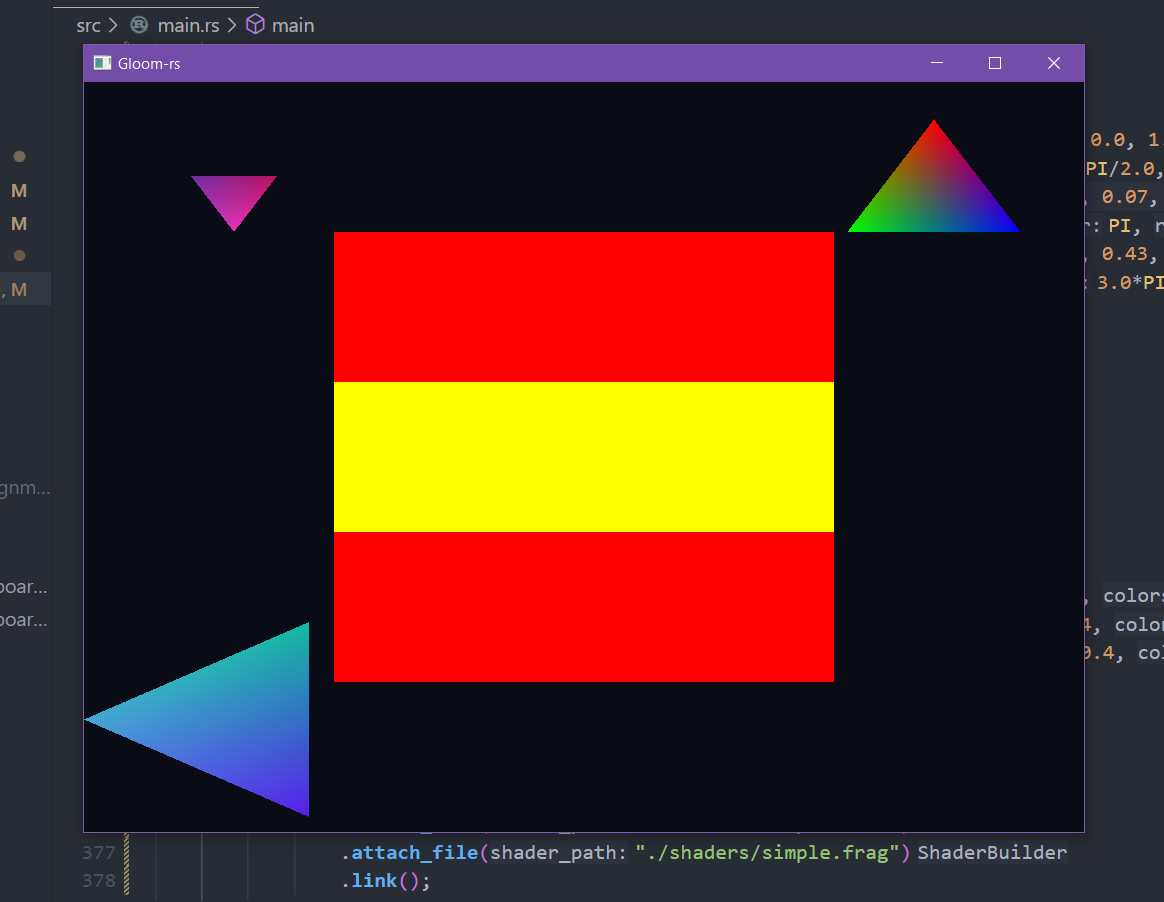 src > main.rs > main
Gloom-rs
0.0, 1.
PI/2.0,
M
, 0.07,
M
: PI,
, 0.43,
, M
: 3.0*PI
gnm...
boar...
, colors
boar...
4, color
0.4, col
377 .attach_file(shader_path: "./shaders/simple.frag") ShaderBuilder
378 .link();